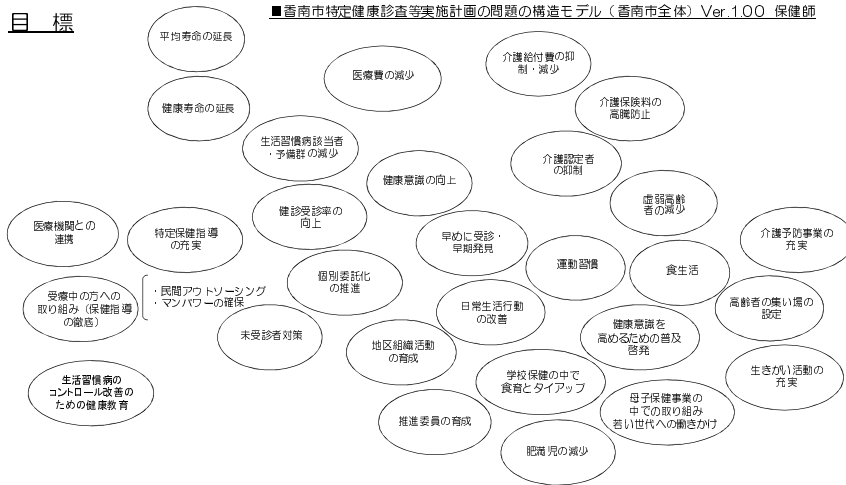 ■香南市特定健康診査等実施計画の問題の構造モデル（香南市全体）Ver.1.00 保健師
目 標
平均寿命の延長
医療費の減少
介護給付費の抑
制・減少
健康寿命の延長
介護保険料の
高騰防止
生活習慣病該当者
・予備群の減少
介護認定者
の抑制
健康意識の向上
虚弱高齢
者の減少
健診受診率の
向上
医療機関との
連携
特定保健指導
の充実
早めに受診・
早期発見
介護予防事業の
充実
運動習慣
食生活
個別委託化
の推進
受療中の方への
取り組み（保健指導
の徹底）
・民間アウトソーシング
・マンパワーの確保
日常生活行動
の改善
高齢者の集い場の
設定
未受診者対策
健康意識を
高めるための普及
啓発
地区組織活動
の育成
生活習慣病の
コントロール改善の
ための健康教育
学校保健の中で
食育とタイアップ
生きがい活動の
充実
母子保健事業の
中での取り組み
若い世代への働きかけ
推進委員の育成
肥満児の減少